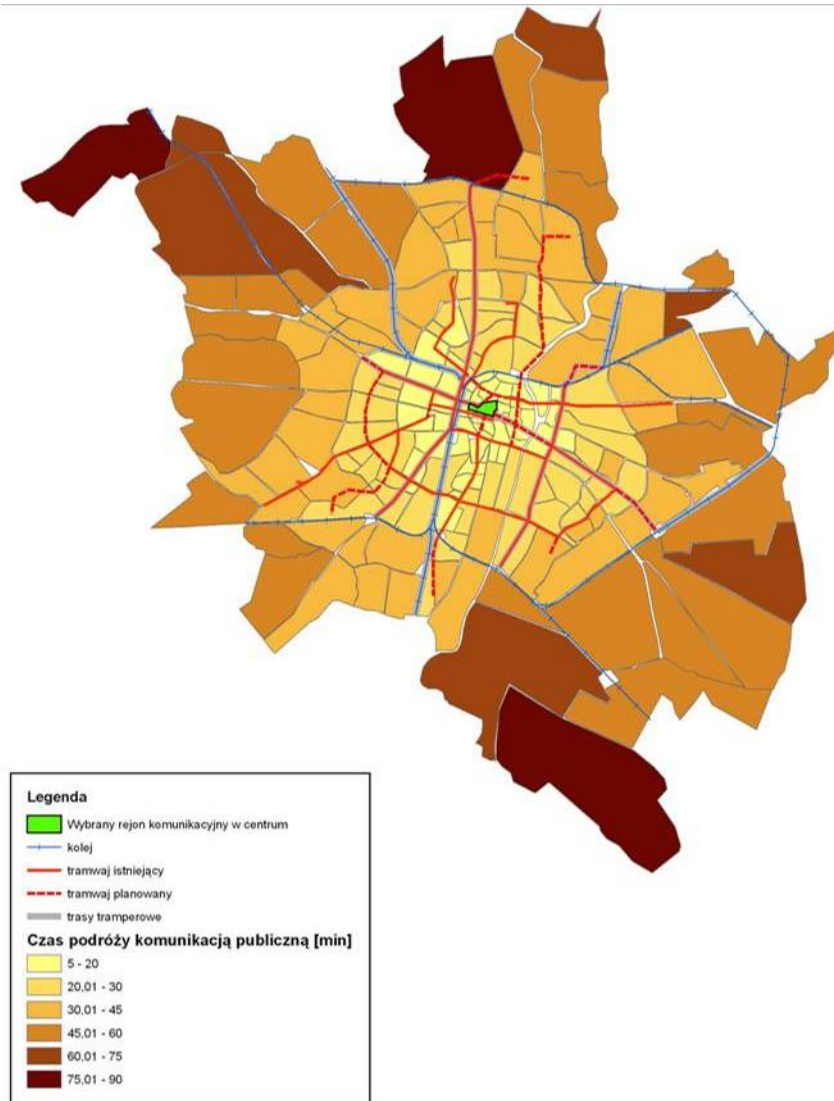 Legenda
Wybrany rejon komunikacyjny w centrum
kolej
tramwaj istniejący
tramwaj planowany
trasy tramperowe
Czas podróży komunikacją publiczną [min]
5 - 20
20,01 - 30
30,01 - 45
45,01 - 60
60,01 - 75
75,01 - 90